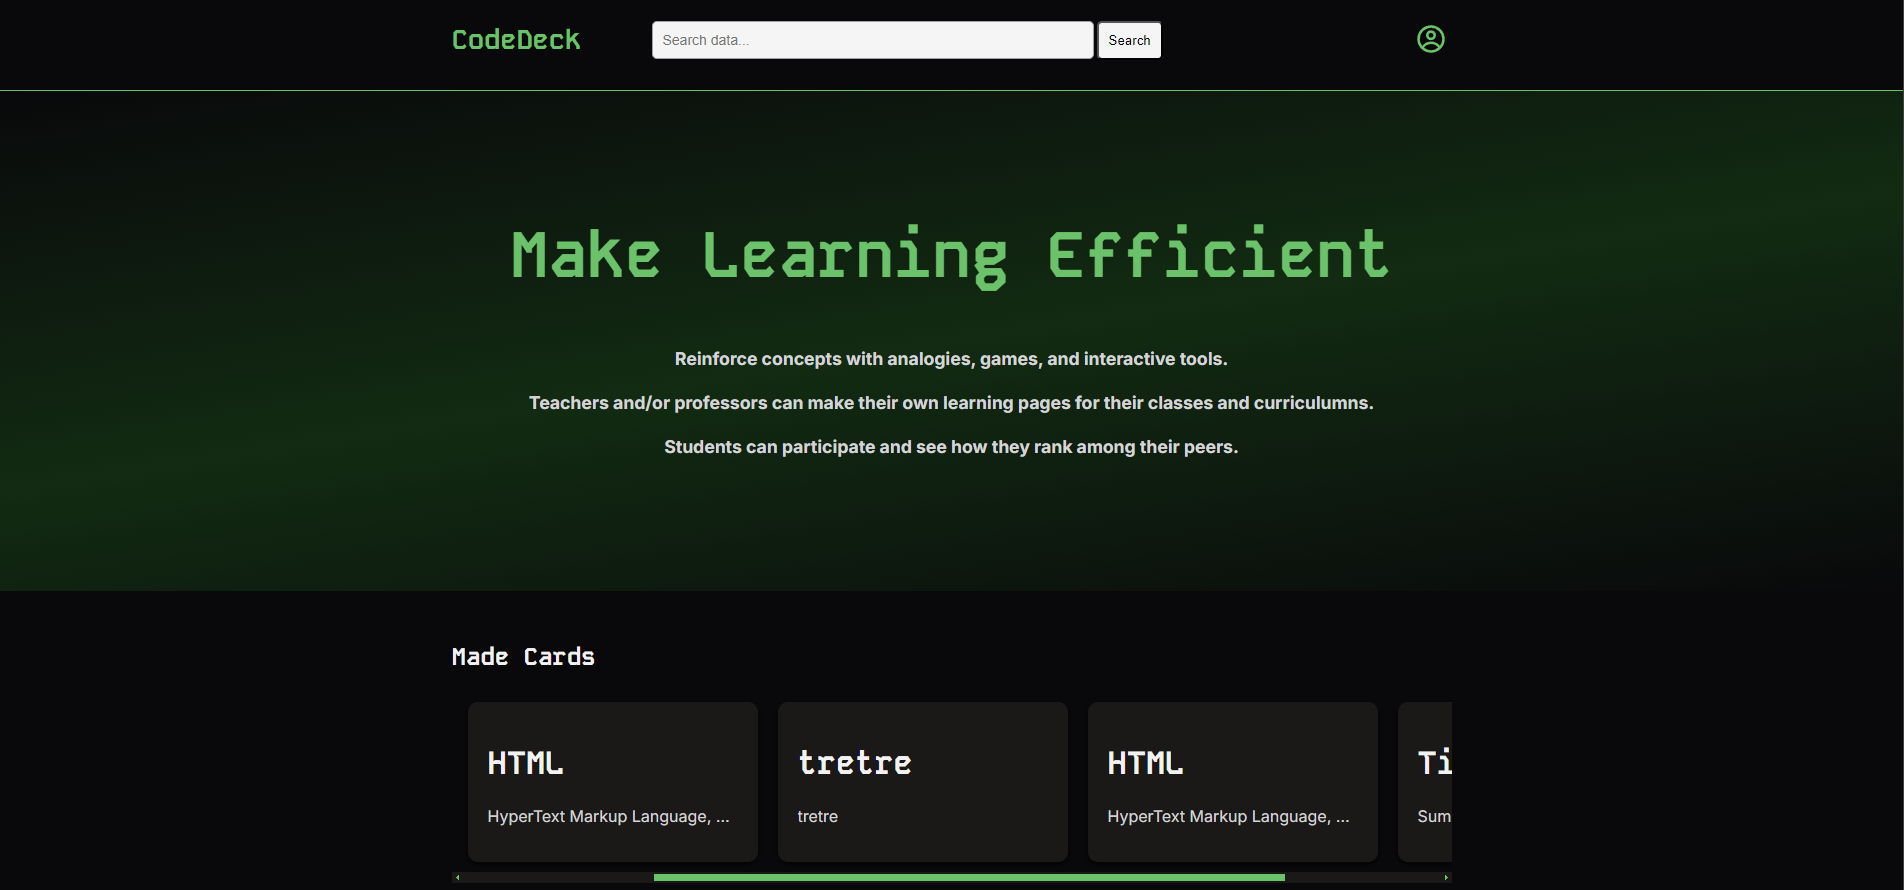 CodeDeck
Search data...
Search
Make Learning Efficient
Reinforce concepts with analogies, games, and interactive tools.
Teachers and/or professors can make their own learning pages for their classes and curriculumns.
Students can participate and see how they rank among their peers.
Made Cards
HTML
HyperText Markup Language, ...
tretre
tretre
HTML
HyperText Markup Language, ...
Ti
Sum